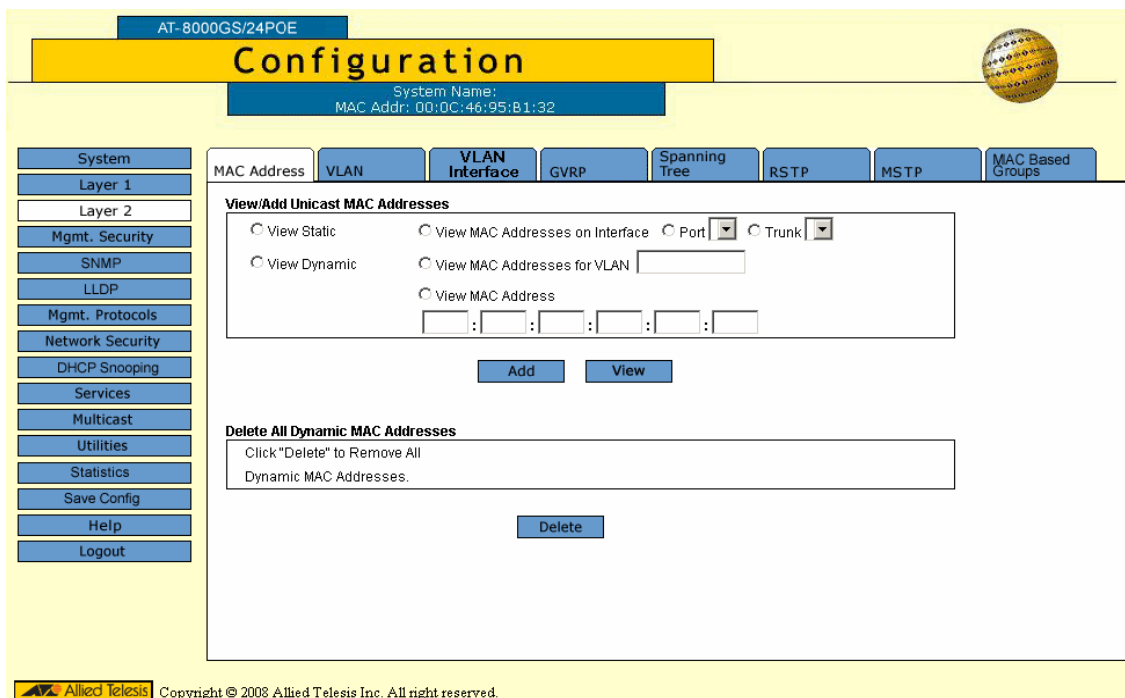 AT-8000GS/24POE
Configuration
System Name:
MAC Addr: 00:0C:46:95:B1:32
System
Layer 1
Layer 2
Mgmt. Security
SNMP
LLDP
Mgmt. Protocols
Network Security
DHCP Snooping
Services
Multicast
Utilities
Statistics
Save Config
Help
Logout
MAC Address
VLAN
VLAN Interface
GVRP
Spanning Tree
RSTP
MSTP
MAC Based Groups
View/Add Unicast MAC Addresses
View Static View MAC Addresses on Interface Port Trunk
View Dynamic View MAC Addresses for VLAN
View MAC Address
: : : : :
Add View
Delete All Dynamic MAC Addresses
Click "Delete" to Remove All
Dynamic MAC Addresses.
Delete
Allied Telesis Copyright © 2008 Allied Telesis Inc. All right reserved.